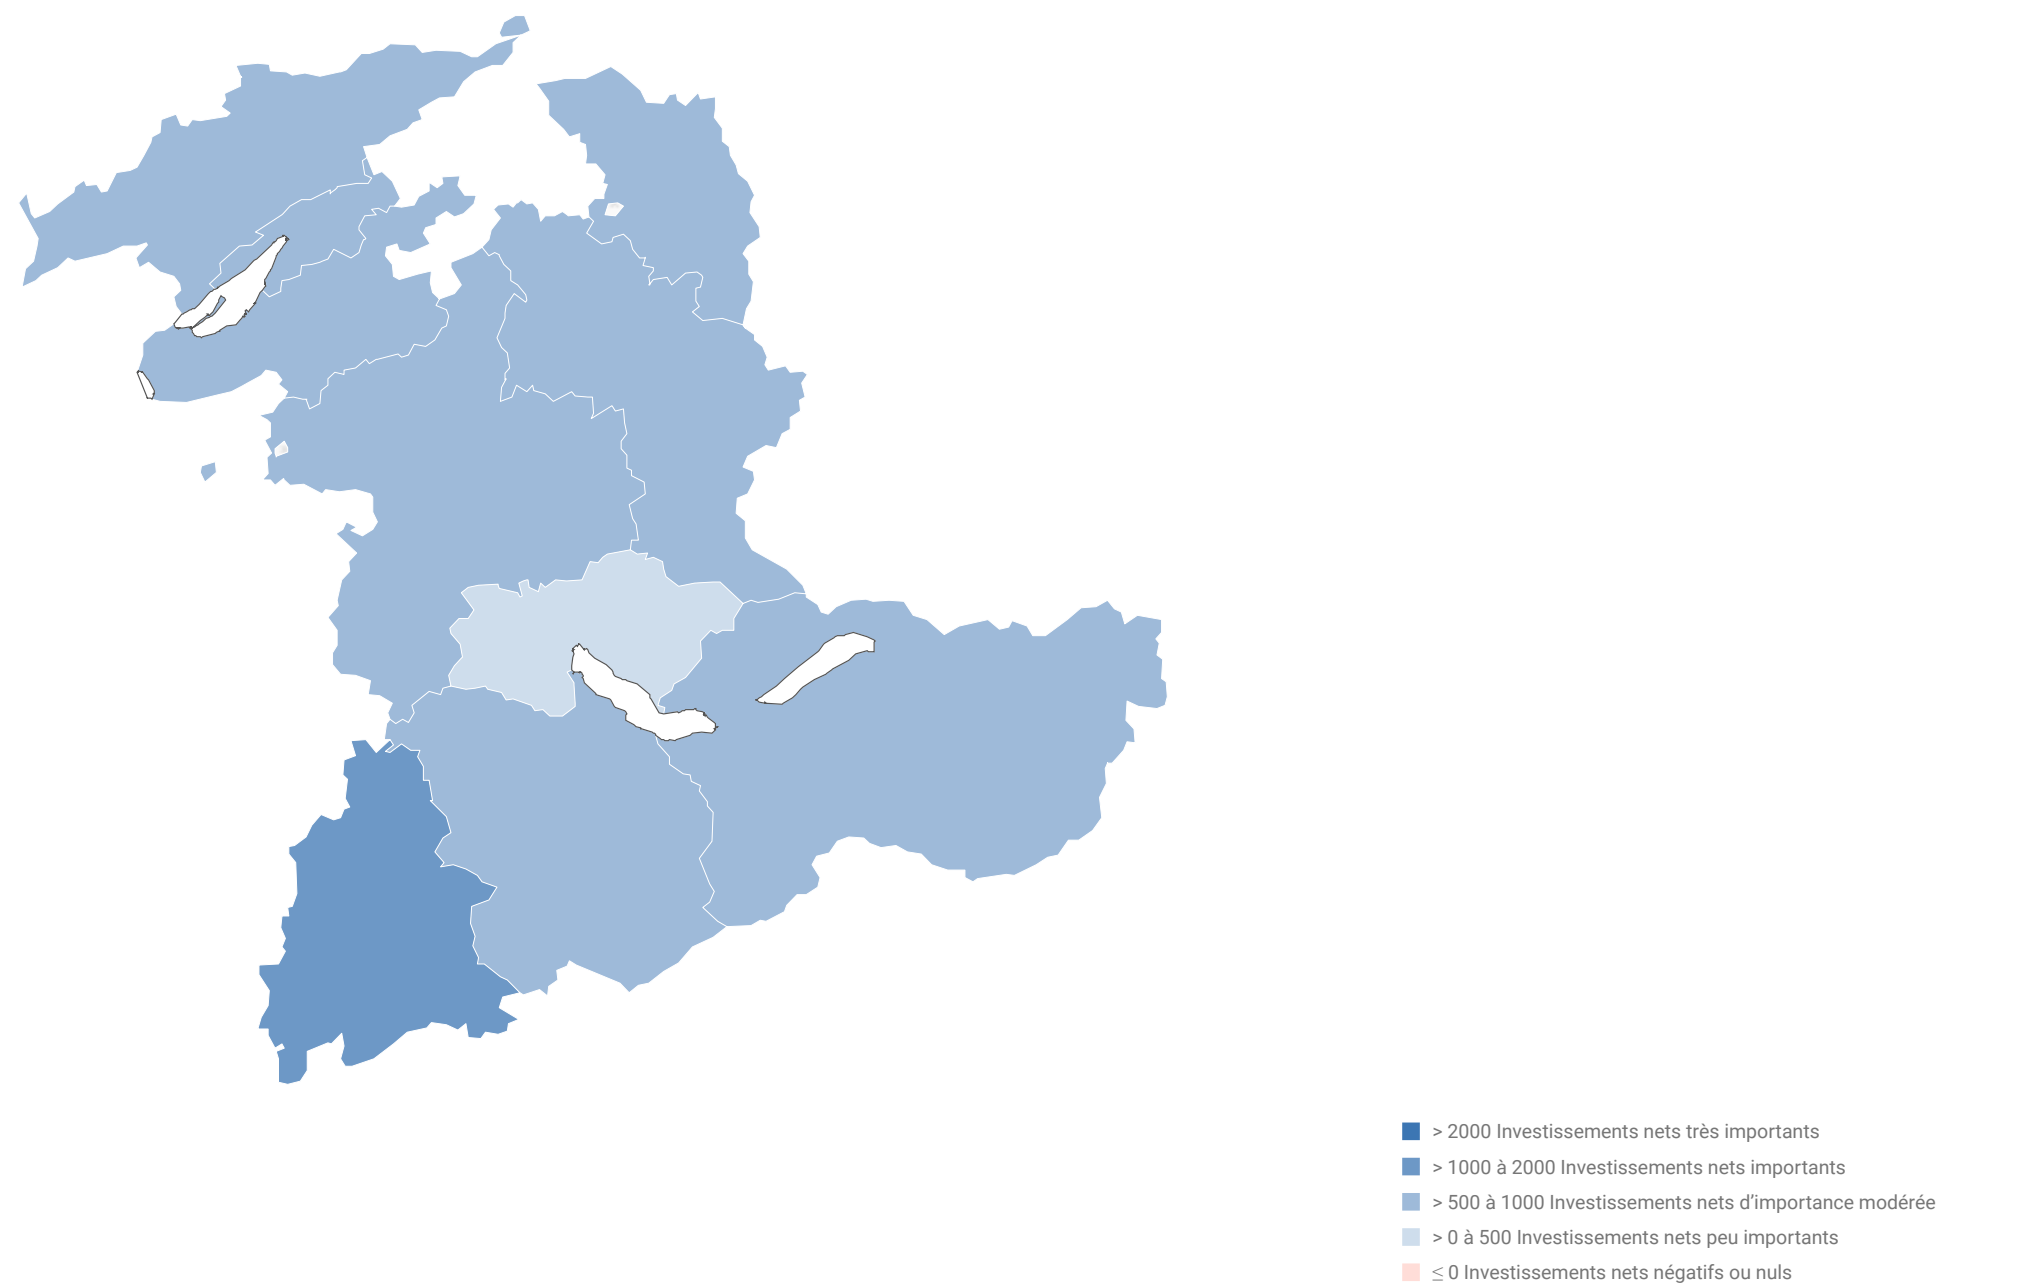 > 2000 Investissements nets très importants
> 1000 à 2000 Investissements nets importants
> 500 à 1000 Investissements nets d’importance modérée
> 0 à 500 Investissements nets peu importants
≤ 0 Investissements nets négatifs ou nuls